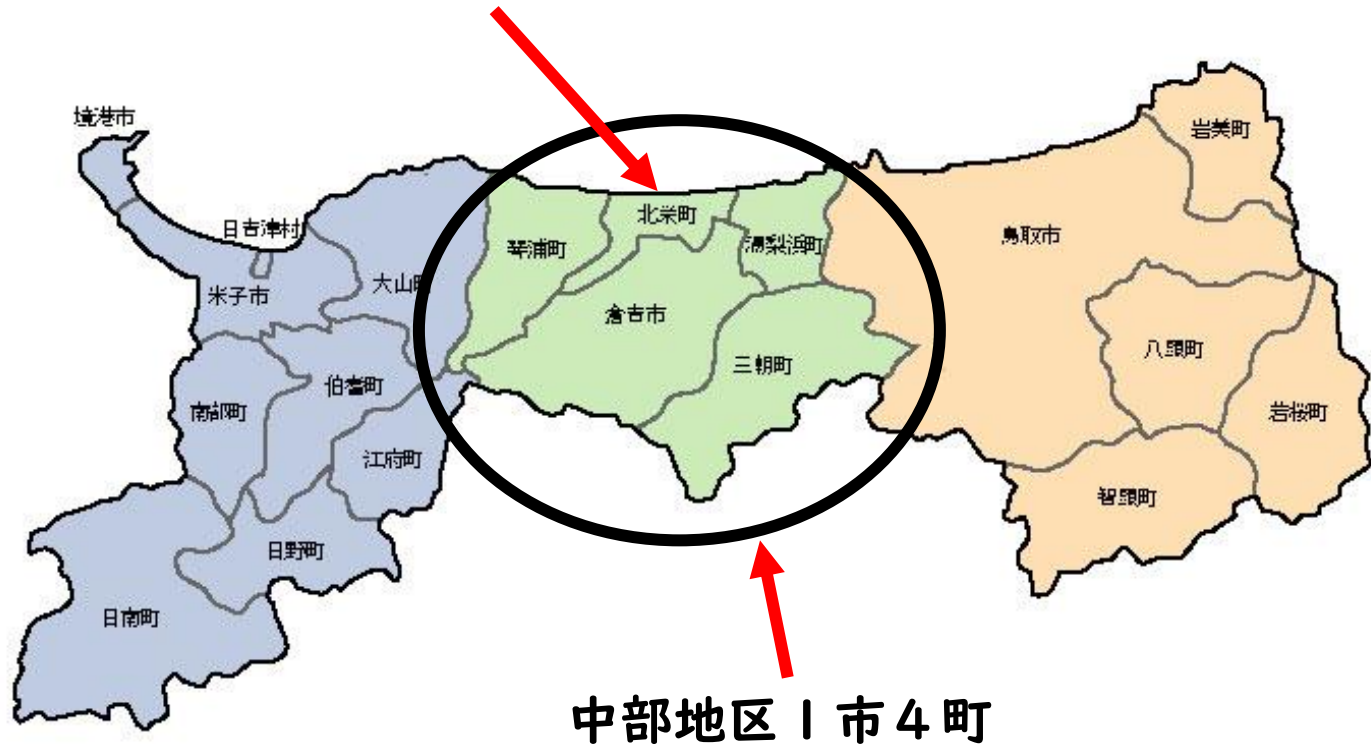 境港市
岩美町
北栄町
日吉津村
琴浦町
湯梨浜町
鳥取市
大山町
米子市
倉吉市
八頭町
三朝町
伯耆町
南部町
若桜町
江府町
智頭町
日野町
日南町
中部地区1市4町